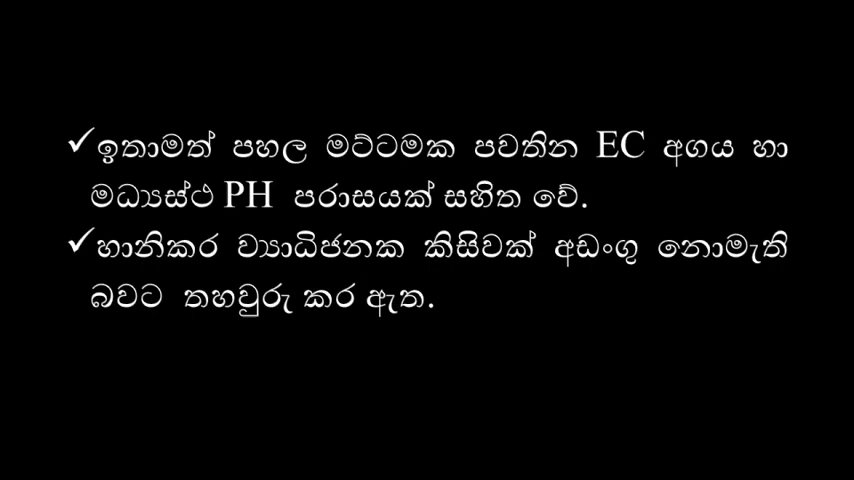 ✓ඉතාමත් පහල මට්ටමක පවතින EC අගය හා
මධ්‍යස්ථ PH පරාසයක් සහිත වේ.
✓හානිකර ව්‍යාධිජනක කිසිවක් අඩංගු නොමැති
බවට තහවුරු කර ඇත.